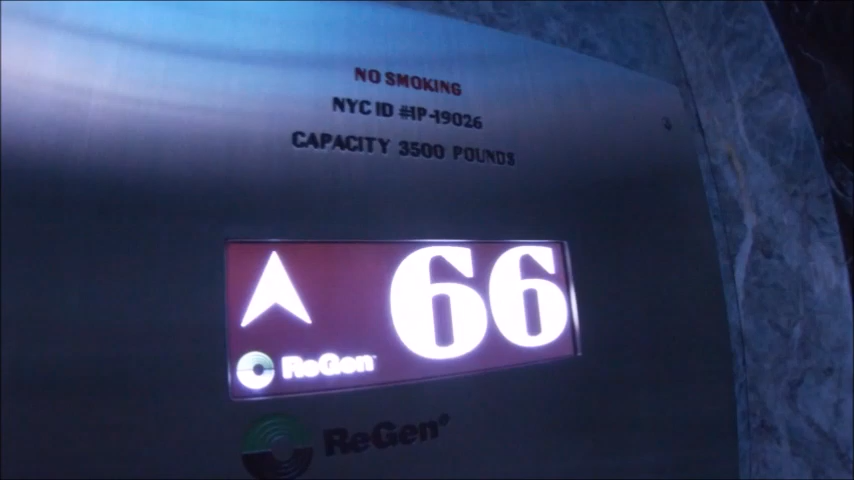 NO SMOKING
NYC ID #1P-19026
CAPACITY 3500 POUNDS
66
ReGen
ReGen®